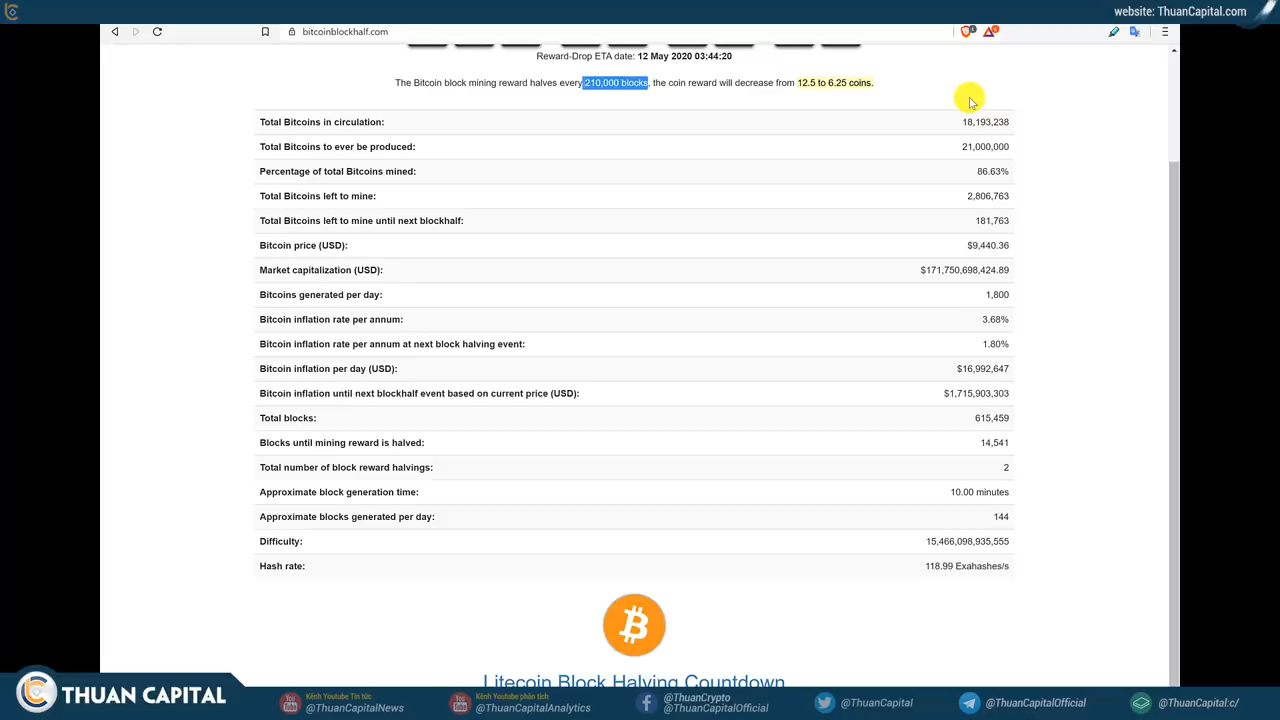 website: ThuanCapital.com
bitcoinblockhalf.com
Reward-Drop ETA date: 12 May 2020 03:44:20
The Bitcoin block mining reward halves every 210,000 blocks, the coin reward will decrease from 12.5 to 6.25 coins.
Total Bitcoins in circulation: 18,193,238
Total Bitcoins to ever be produced: 21,000,000
Percentage of total Bitcoins mined: 86.63%
Total Bitcoins left to mine: 2,806,763
Total Bitcoins left to mine until next blockhalf: 181,763
Bitcoin price (USD): $9,440.36
Market capitalization (USD): $171,750,698,424.89
Bitcoins generated per day: 1,800
Bitcoin inflation rate per annum: 3.68%
Bitcoin inflation rate per annum at next block halving event: 1.80%
Bitcoin inflation per day (USD): $16,992,647
Bitcoin inflation until next blockhalf event based on current price (USD): $1,715,903,303
Total blocks: 615,459
Blocks until mining reward is halved: 14,541
Total number of block reward halvings: 2
Approximate block generation time: 10.00 minutes
Approximate blocks generated per day: 144
Difficulty: 15,466,098,935,555
Hash rate: 118.99 Exahashes/s
Litecoin Block Halving Countdown
THUAN CAPITAL
Kênh Youtube Tin tức
@ThuanCapitalNews
Kênh Youtube phân tích
@ThuanCapitalAnalytics
@ThuanCrypto
@ThuanCapitalOfficial
@ThuanCapital
@ThuanCapitalOfficial
@ThuanCapital:c/